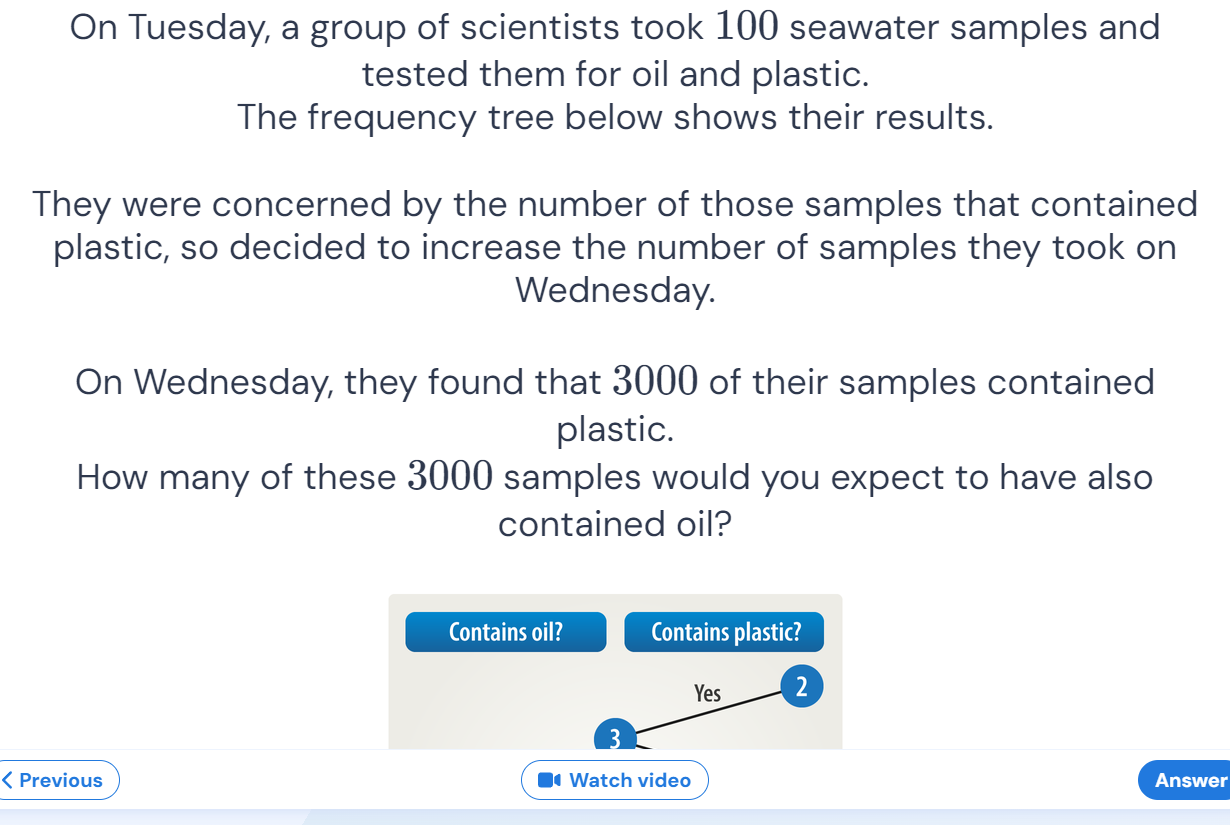 On Tuesday, a group of scientists took 100 seawater samples and
tested them for oil and plastic.
The frequency tree below shows their results.
They were concerned by the number of those samples that contained
plastic, so decided to increase the number of samples they took on
Wednesday.
On Wednesday, they found that 3000 of their samples contained
plastic.
How many of these 3000 samples would you expect to have also
contained oil?
Contains oil? Contains plastic?
Yes 2
3
Previous Watch video Answer